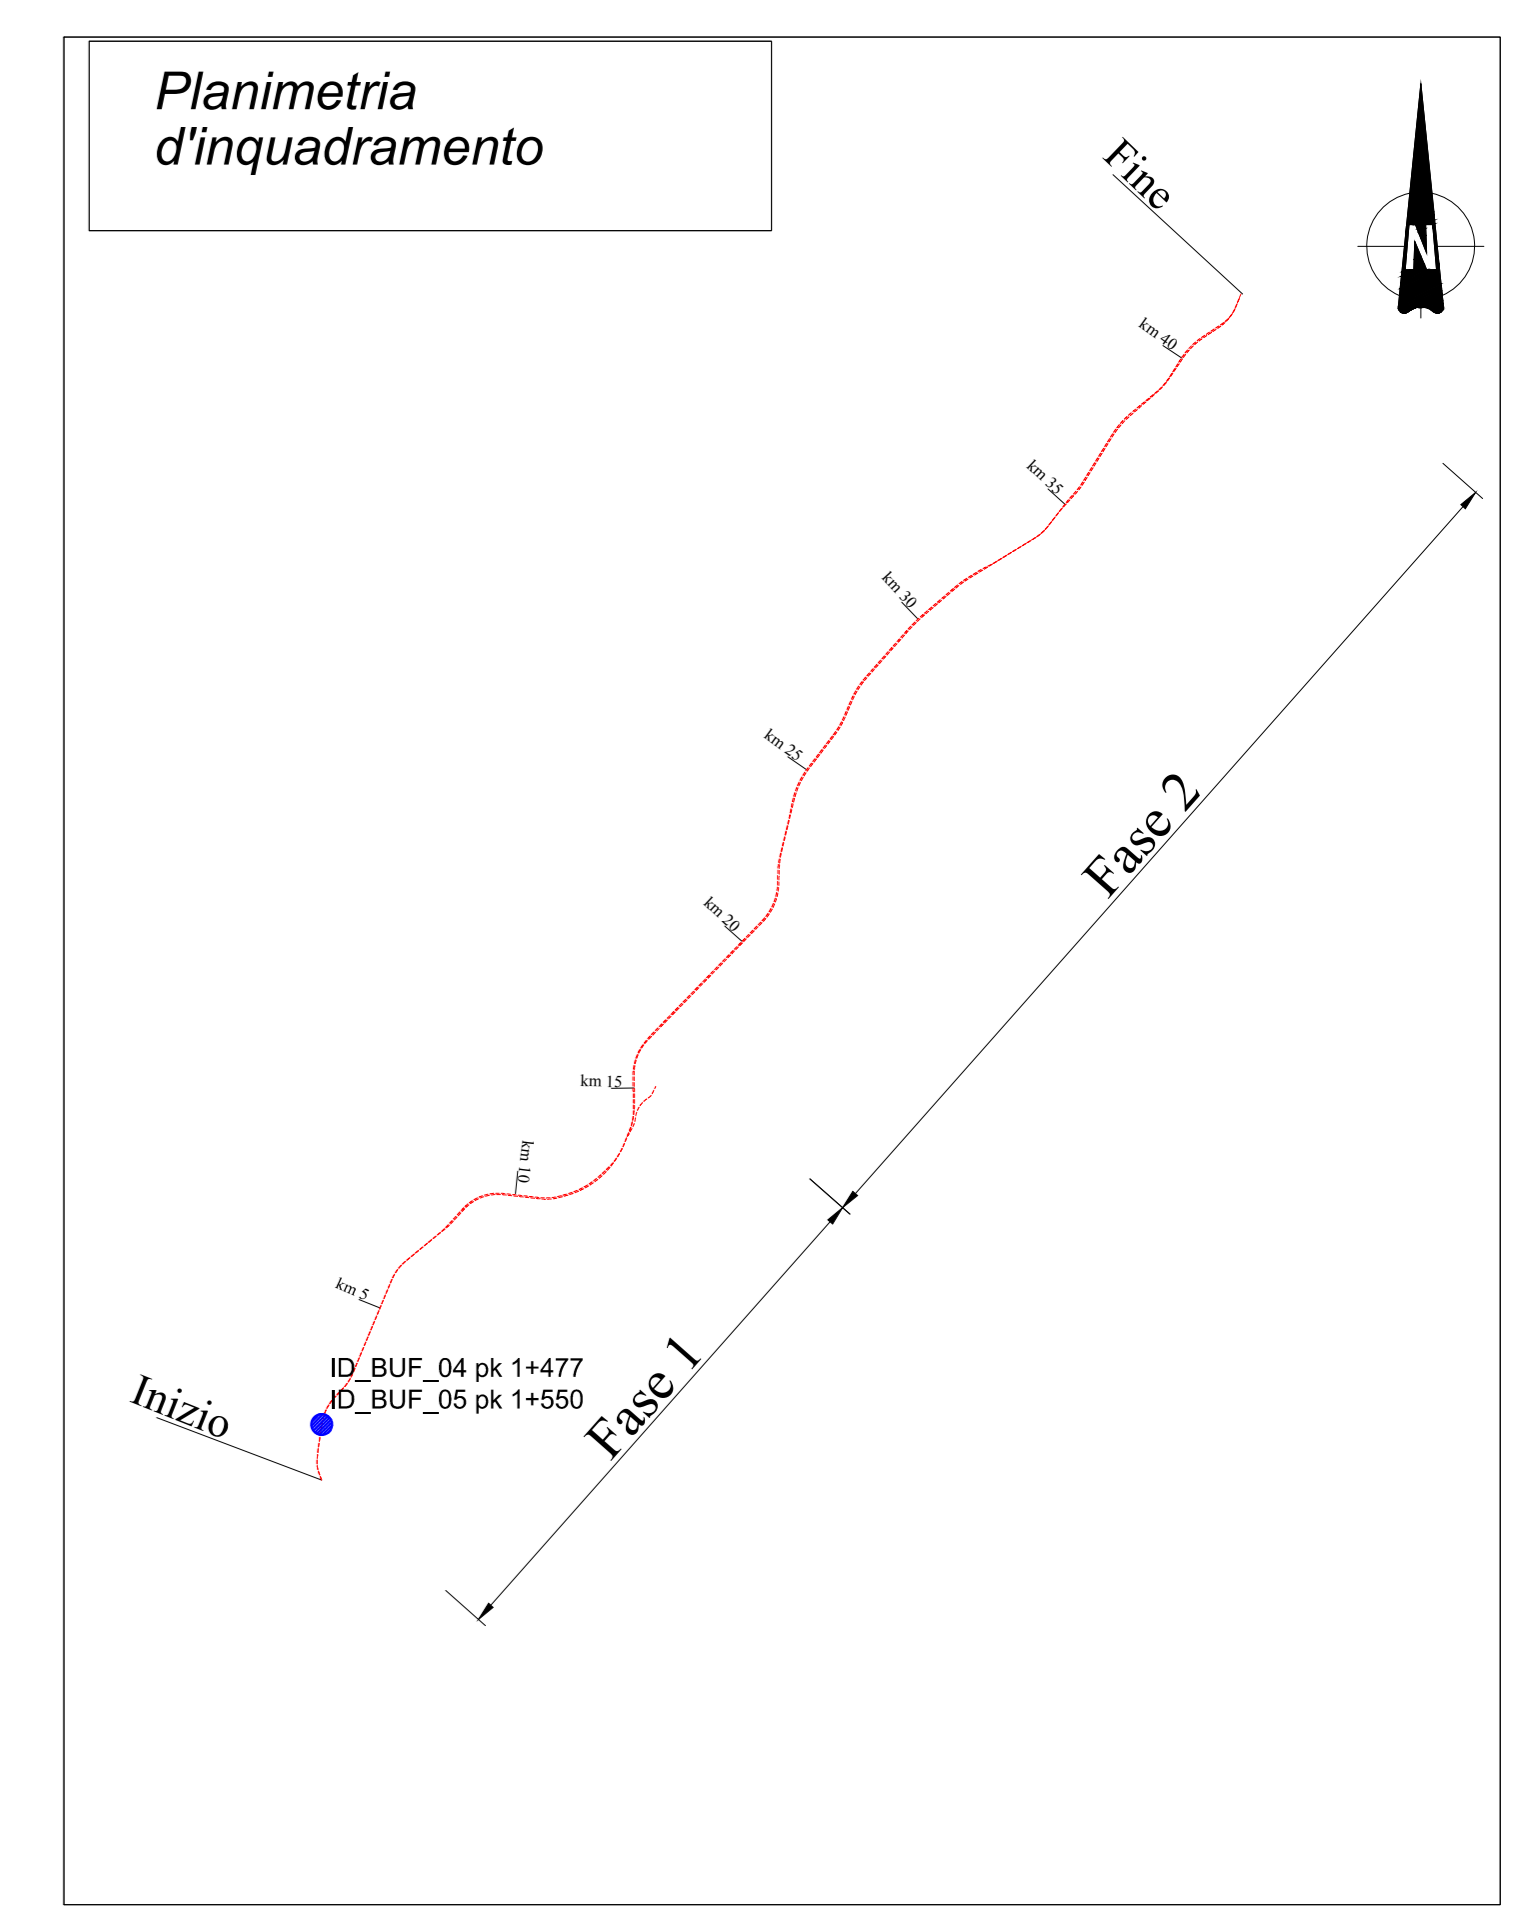 Planimetria
d'inquadramento
Fine
N
km 40
km 35
km 30
km 25
Fase 2
km 20
km 15
km 10
km 5
ID_BUF_04 pk 1+477
ID_BUF_05 pk 1+550
Inizio
Fase 1